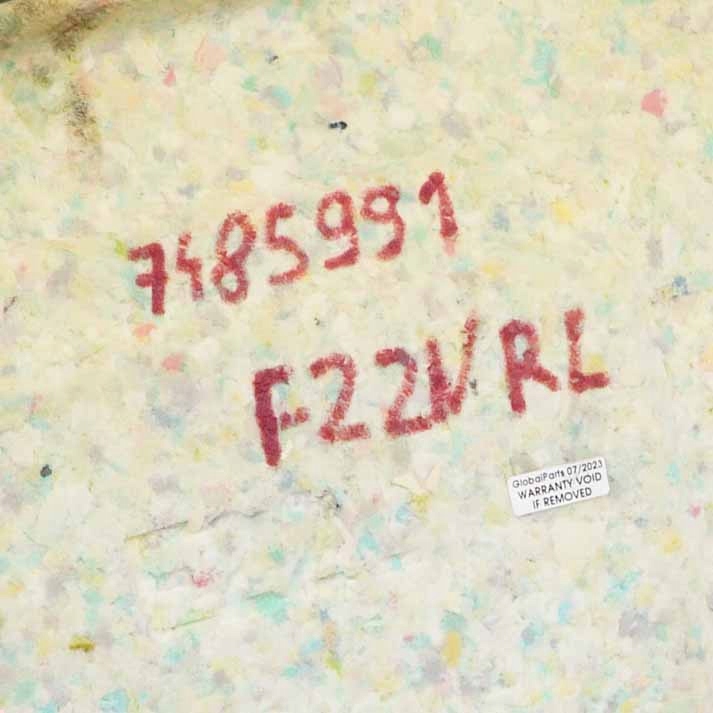 7485991
F22VRL
GlobalParts 07/2023
WARRANTY VOID
IF REMOVED